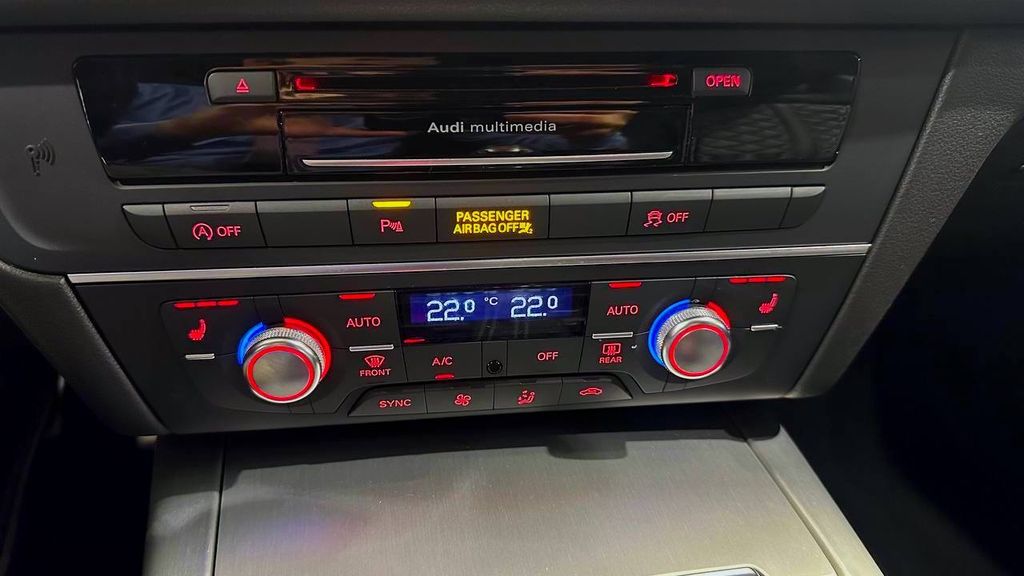 OPEN
Audi multimedia
A OFF
P
PASSENGER
AIRBAG OFF
OFF
AUTO
22.0 °C 22.0
AUTO
FRONT
A/C
OFF
REAR
SYNC